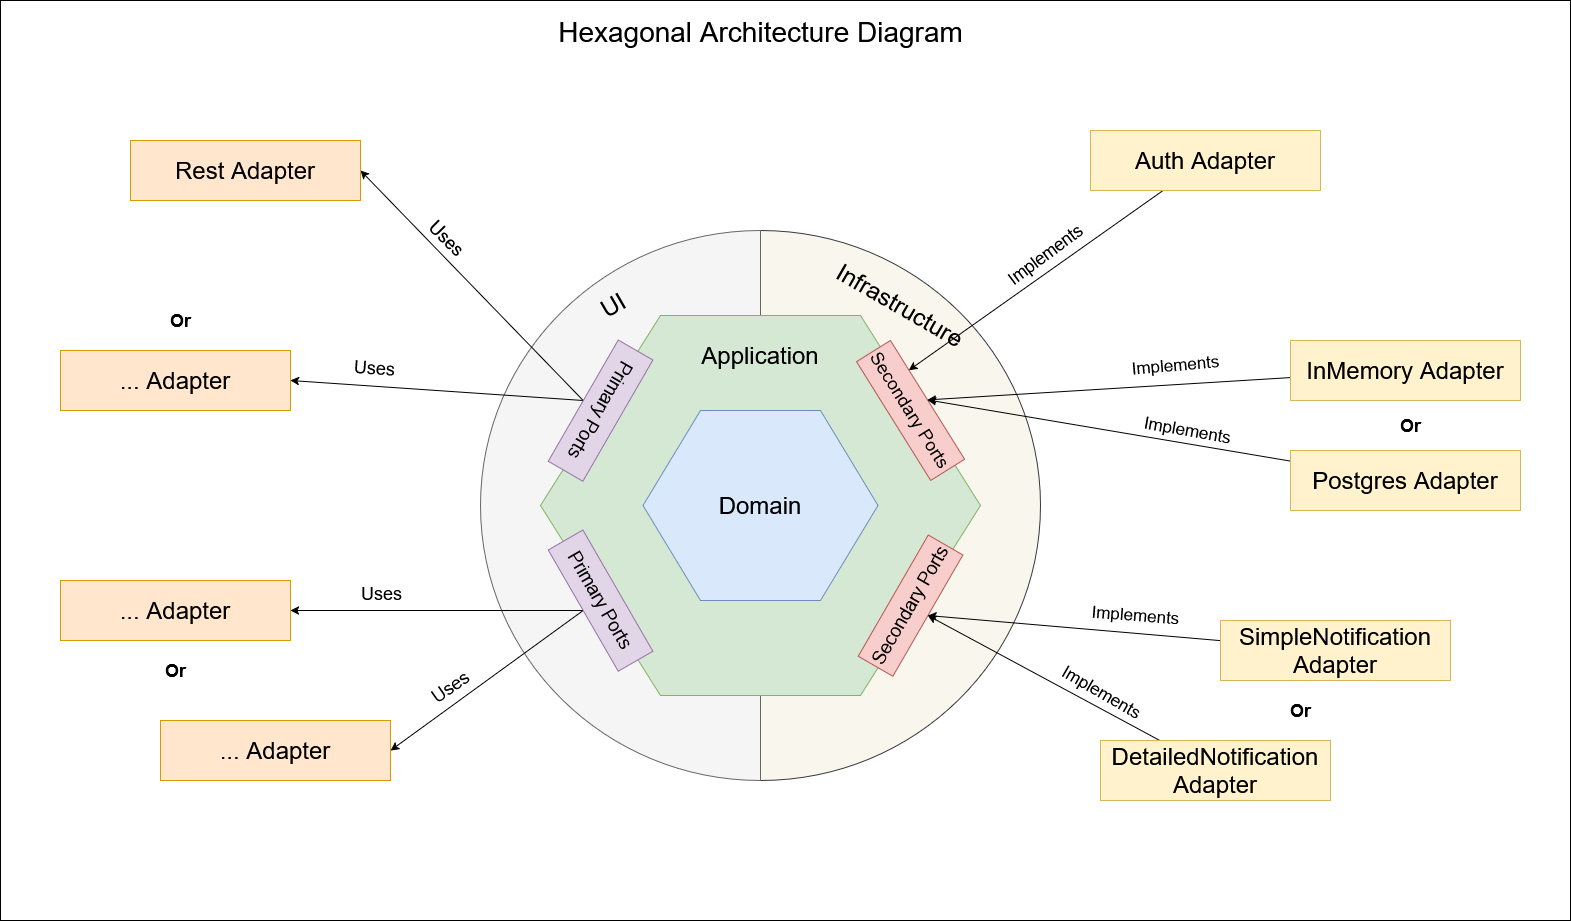 Hexagonal Architecture Diagram
Rest Adapter
Uses
Or
... Adapter
Uses
... Adapter
Uses
Or
... Adapter
Uses
UI
Infrastructure
Application
Primary Ports
Secondary Ports
Domain
Primary Ports
Secondary Ports
Auth Adapter
Implements
InMemory Adapter
Implements
Or
Postgres Adapter
Implements
SimpleNotification
Adapter
Implements
Or
DetailedNotification
Adapter
Implements